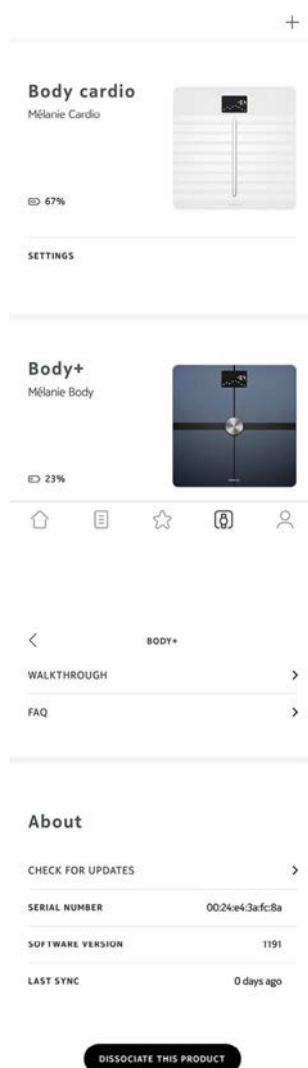 Body cardio
Mélanie Cardio
67%
SETTINGS
Body+
Mélanie Body
23%
BODY+
WALKTHROUGH
FAQ
About
CHECK FOR UPDATES
SERIAL NUMBER 00:24:e4:3a:fc:8a
SOFTWARE VERSION 1191
LAST SYNC 0 days ago
DISSOCIATE THIS PRODUCT